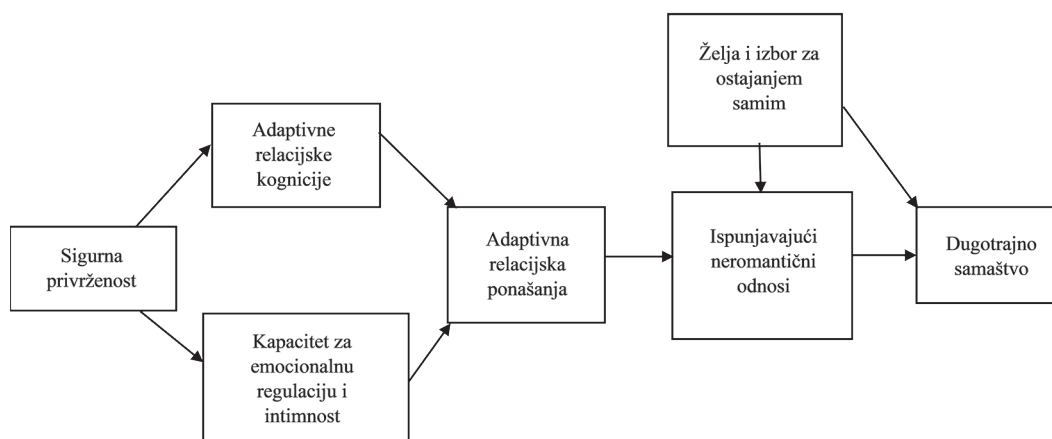 Želja i izbor za
ostajanjem
samim
Adaptivne
relacijske
kognicije
Sigurna
privrženost
Adaptivna
relacijska
ponašanja
Ispunjavajući
neromantični
odnosi
Dugotrajno
samaštvo
Kapacitet za
emocionalnu
regulaciju i
intimnost